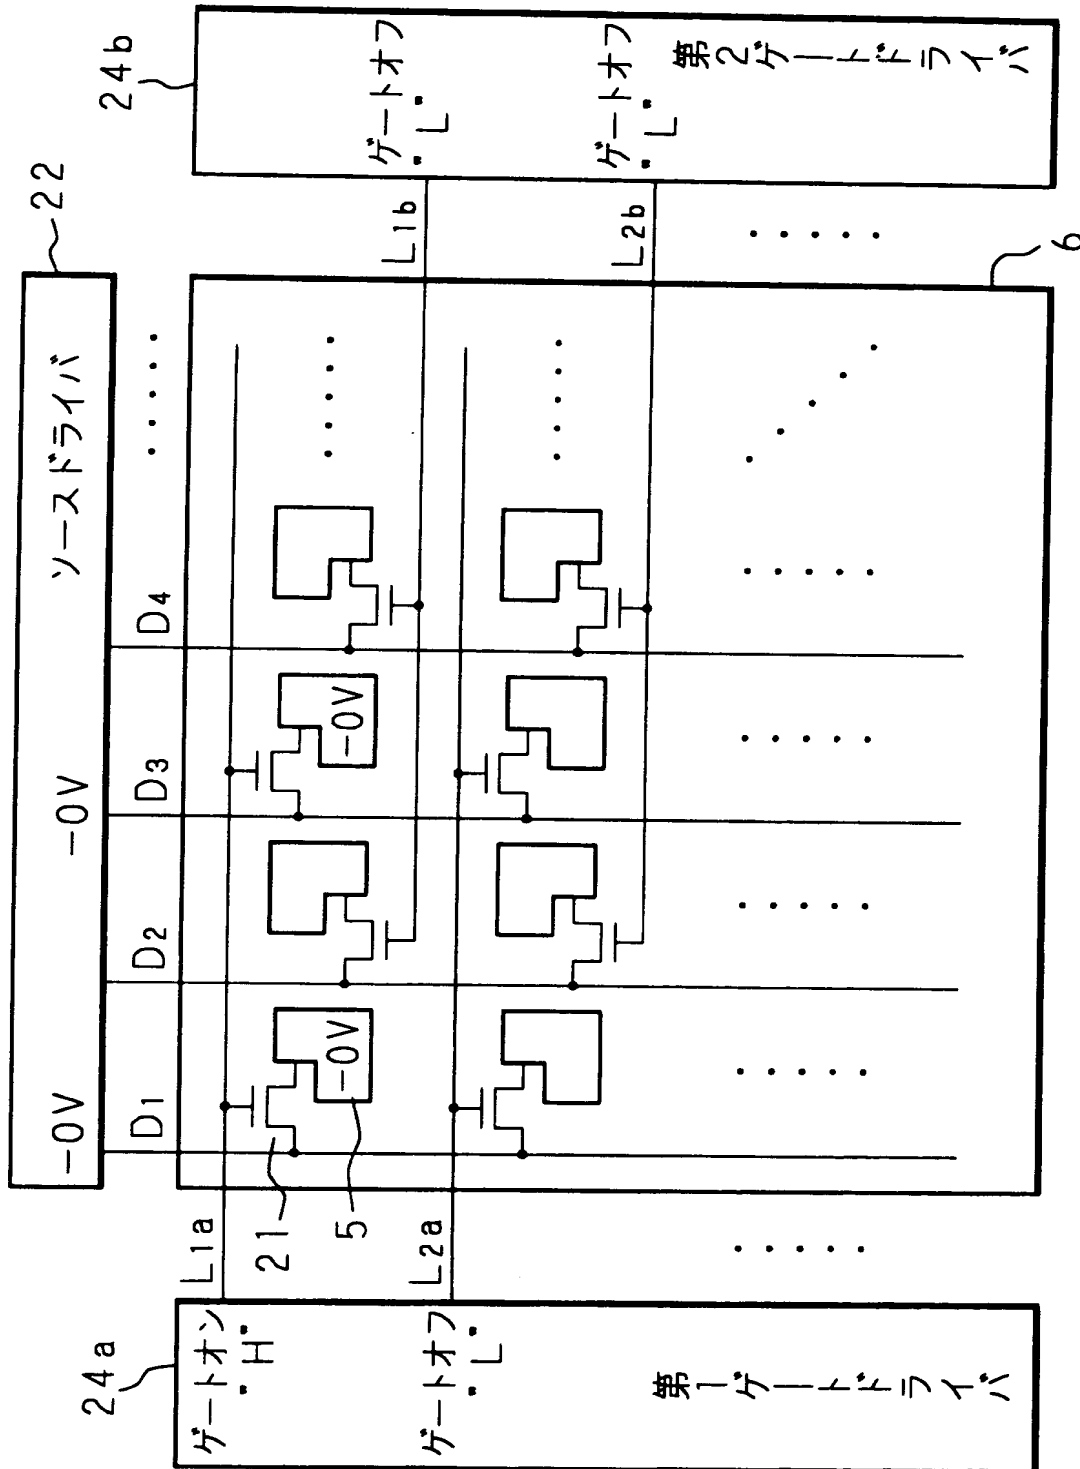 22
ソースドライバ
-0V
-0V
24a
24b
D1
D2
D3
D4
L1a
ゲートオン
"H"
21
-0V
-0V
5
L1b
ゲートオフ
"L"
L2a
ゲートオフ
"L"
L2b
ゲートオフ
"L"
第1ゲートドライバ
第2ゲートドライバ
6